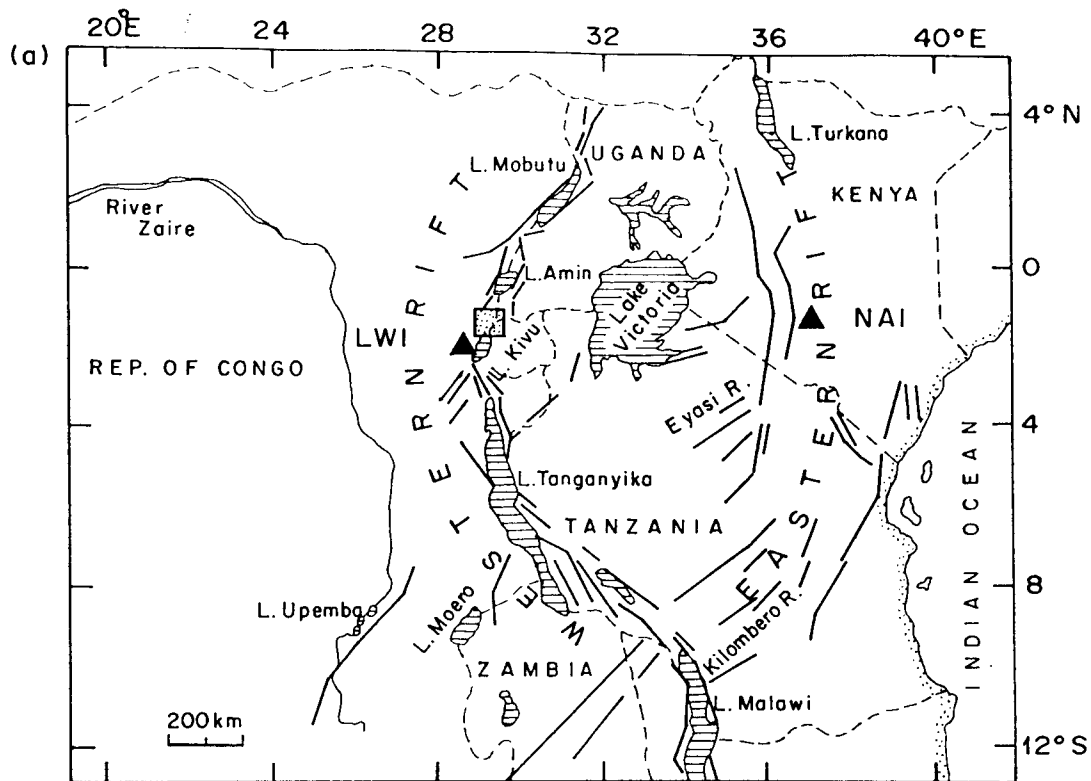 (a)
20°E 24 28 32 36 40°E
4°N
L. Turkana
L. Mobutu
UGANDA
KENYA
River
Zaire
WESTERN RIFT
EASTERN RIFT
0
L. Amin
Lake
Victoria
LWI
NAI
L. Kivu
REP. OF CONGO
Eyasi R.
4
L. Tanganyika
TANZANIA
INDIAN OCEAN
8
L. Upemba
L. Moero
Kilombero R.
ZAMBIA
L. Malawi
200 km
12°S